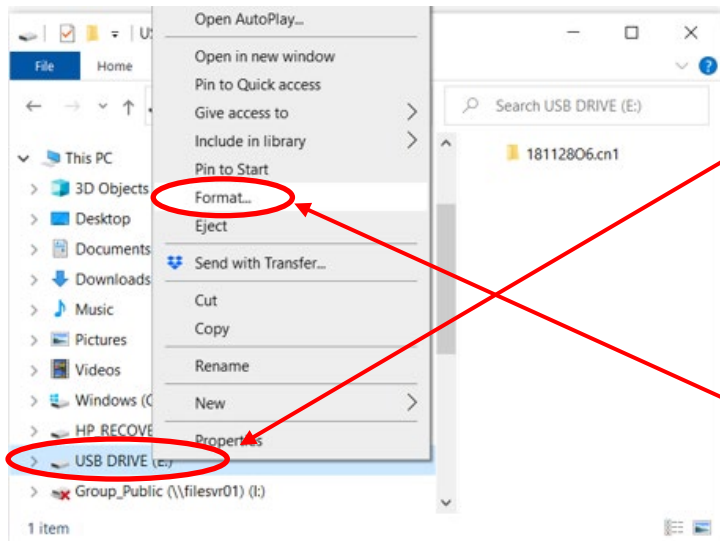 Open AutoPlay...
U
Open in new window
File
Home
Pin to Quick access
Give access to
Search USB DRIVE (E:)
Include in library
Pin to Start
Format...
Eject
Send with Transfer...
Cut
Copy
Rename
New
Properties
This PC
3D Objects
Desktop
Documents
Downloads
Music
Pictures
Videos
Windows (C
HP_RECOVE
USB DRIVE (E:)
Group_Public (\\filesvr01) (I:)
181128O6.cn1
1 item